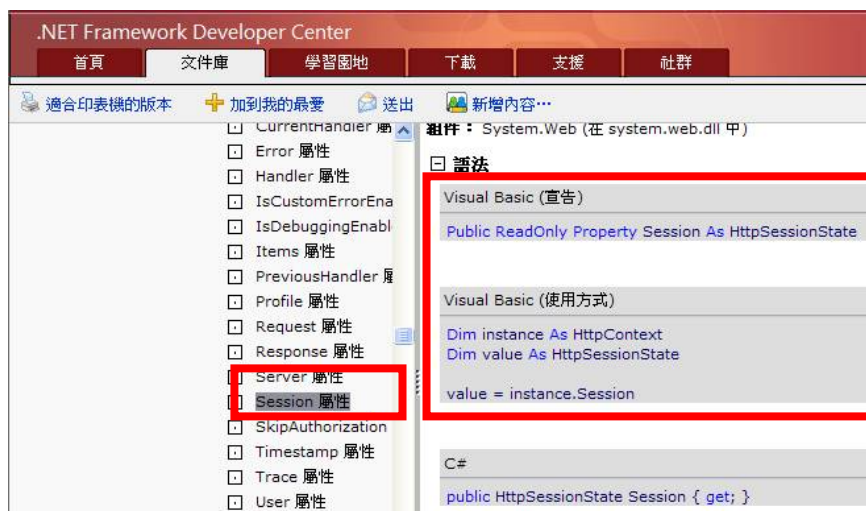 .NET Framework Developer Center
首頁 文件庫 學習園地 下載 支援 社群
適合印表機的版本 加到我的最愛 送出 新增內容…
CurrentHandler 屬
Error 屬性
Handler 屬性
IsCustomErrorEna
IsDebuggingEnabl
Items 屬性
PreviousHandler 屬
Profile 屬性
Request 屬性
Response 屬性
Server 屬性
Session 屬性
SkipAuthorization
Timestamp 屬性
Trace 屬性
User 屬性
組件： System.Web (在 system.web.dll 中)
語法
Visual Basic (宣告)
Public ReadOnly Property Session As HttpSessionState
Visual Basic (使用方式)
Dim instance As HttpContext
Dim value As HttpSessionState
value = instance.Session
C#
public HttpSessionState Session { get; }